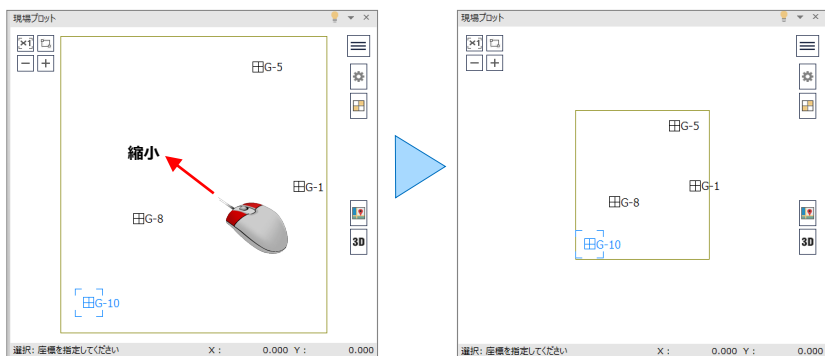 現場プロット
×1
G-5
縮小
G-1
G-8
3D
G-10
選択: 座標を指定してください X : 0.000 Y : 0.000
現場プロット
×1
G-5
G-1
G-8
3D
G-10
選択: 座標を指定してください X : 0.000 Y : 0.000